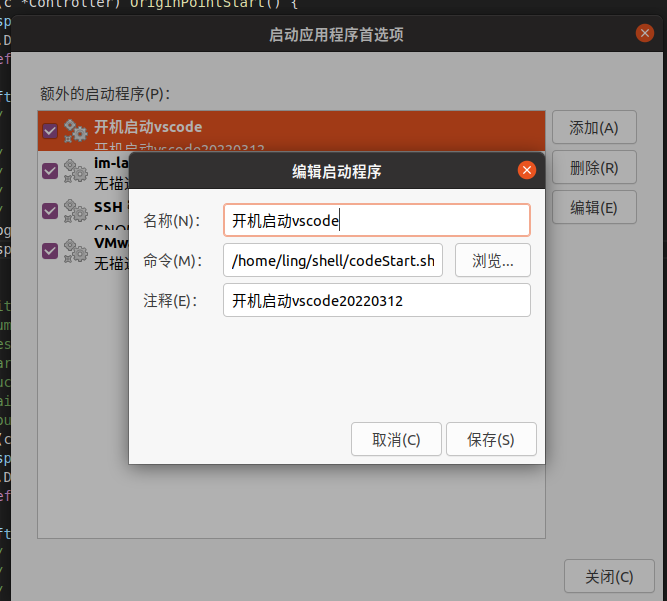 (c *Controller) OriginPointStart() {
启动应用程序首选项
额外的启动程序(P)：
开机启动vscode
开机启动vscode20220312
添加(A)
im-la
无描述
删除(R)
SSH
编辑(E)
GNO
VMwa
无描述
编辑启动程序
名称(N)：
开机启动vscode
命令(M)：
/home/ling/shell/codeStart.sh
浏览...
注释(E)：
开机启动vscode20220312
取消(C)
保存(S)
关闭(C)